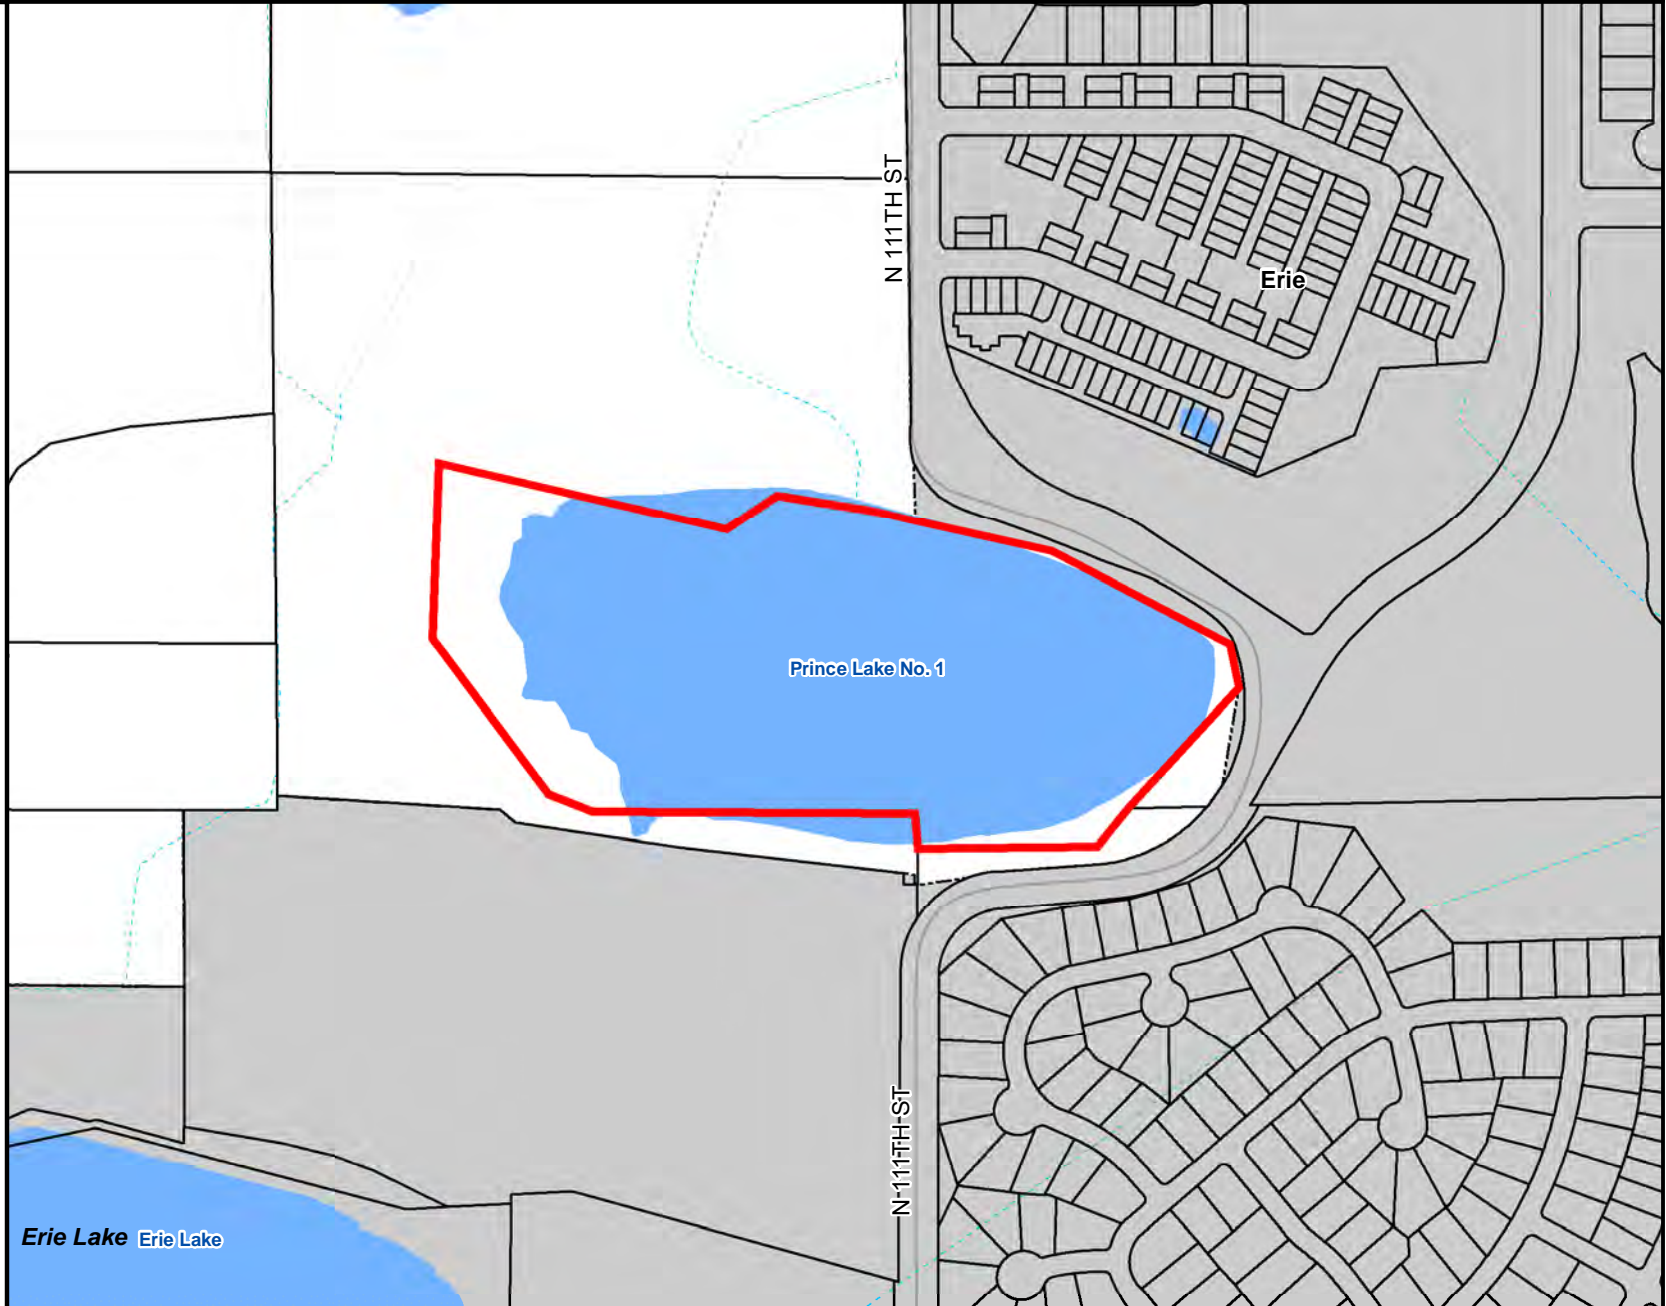 N 111TH ST
Erie
Prince Lake No. 1
N 111TH ST
Erie Lake Erie Lake